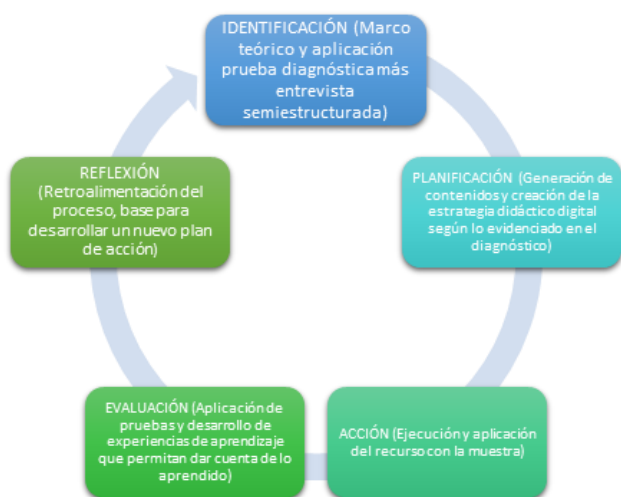 IDENTIFICACIÓN (Marco
teórico y aplicación
prueba diagnóstica más
entrevista
semiestructurada)
PLANIFICACIÓN (Generación de
contenidos y creación de la
estrategia didáctico digital
según lo evidenciado en el
diagnóstico)
ACCIÓN (Ejecución y aplicación
del recurso con la muestra)
EVALUACIÓN (Aplicación de
pruebas y desarrollo de
experiencias de aprendizaje
que permitan dar cuenta de lo
aprendido)
REFLEXIÓN
(Retroalimentación del
proceso, base para
desarrollar un nuevo plan
de acción)